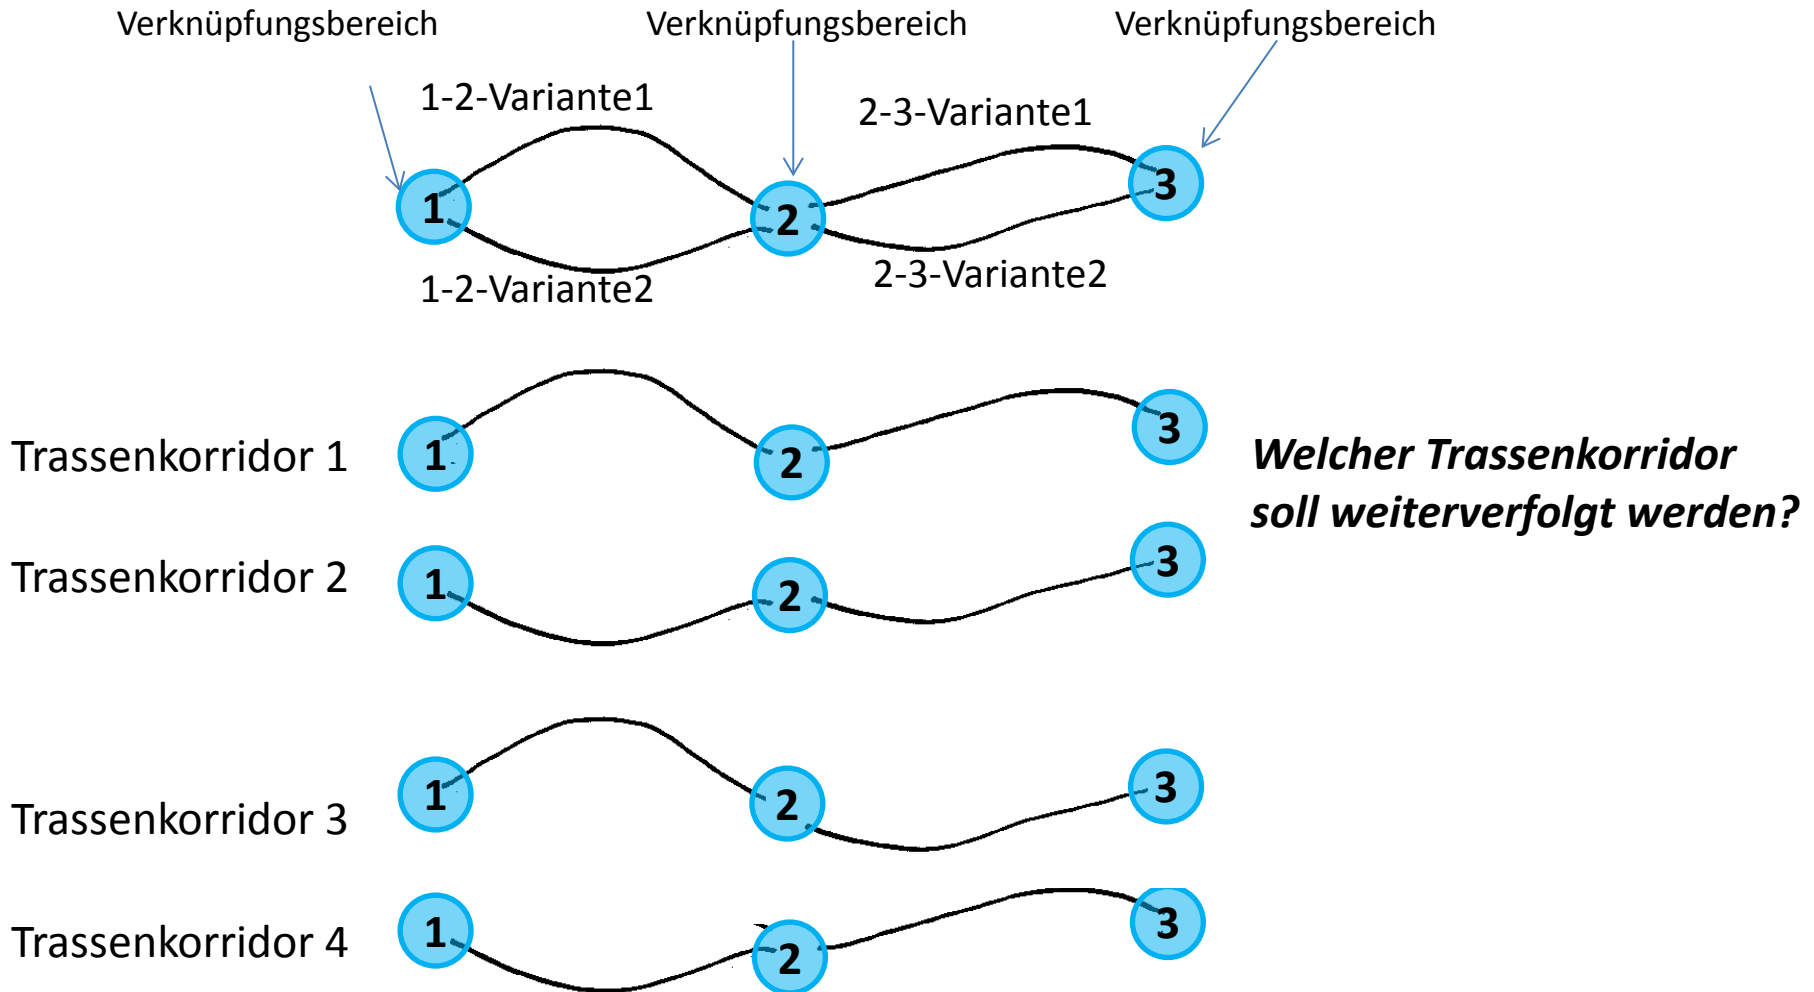 Verknüpfungsbereich Verknüpfungsbereich Verknüpfungsbereich
1-2-Variante1
2-3-Variante1
1 2 3
1-2-Variante2
2-3-Variante2
Trassenkorridor 1
1 2 3
Welcher Trassenkorridor
soll weiterverfolgt werden?
Trassenkorridor 2
1 2 3
Trassenkorridor 3
1 2 3
Trassenkorridor 4
1 2 3